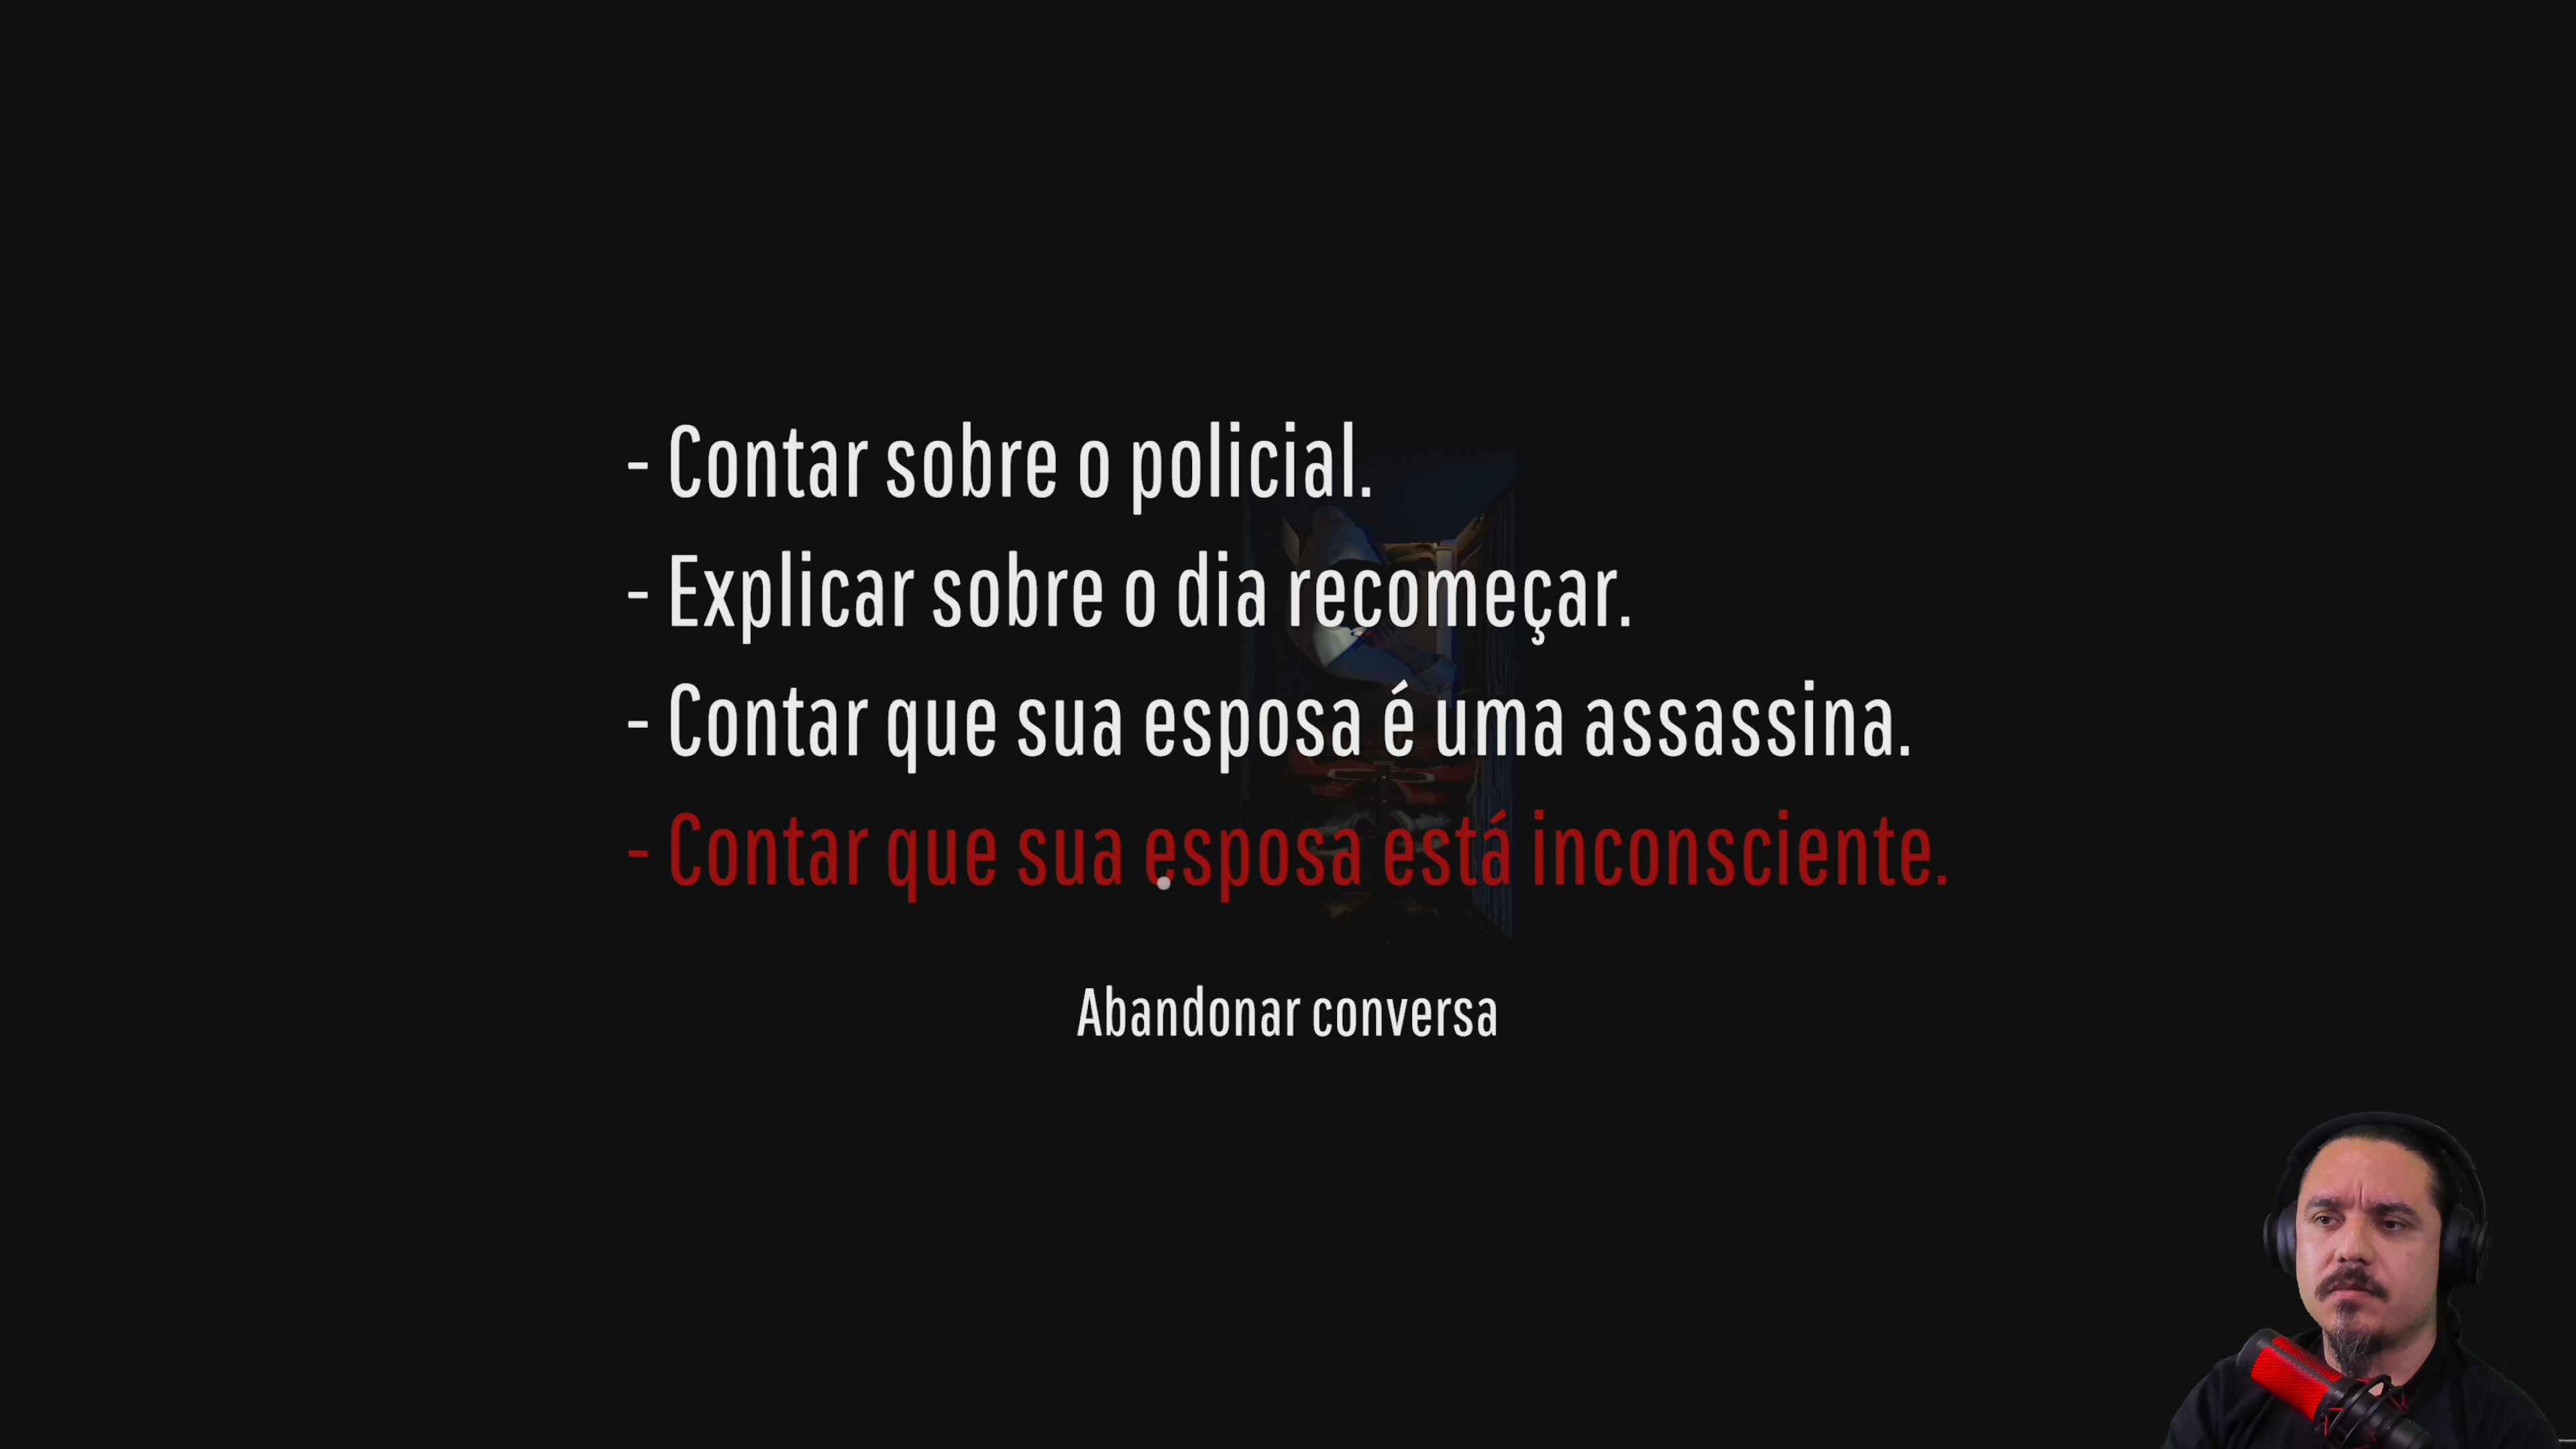 - Contar sobre o policial.
- Explicar sobre o dia recomeçar.
- Contar que sua esposa é uma assassina.
- Contar que sua esposa está inconsciente.
Abandonar conversa